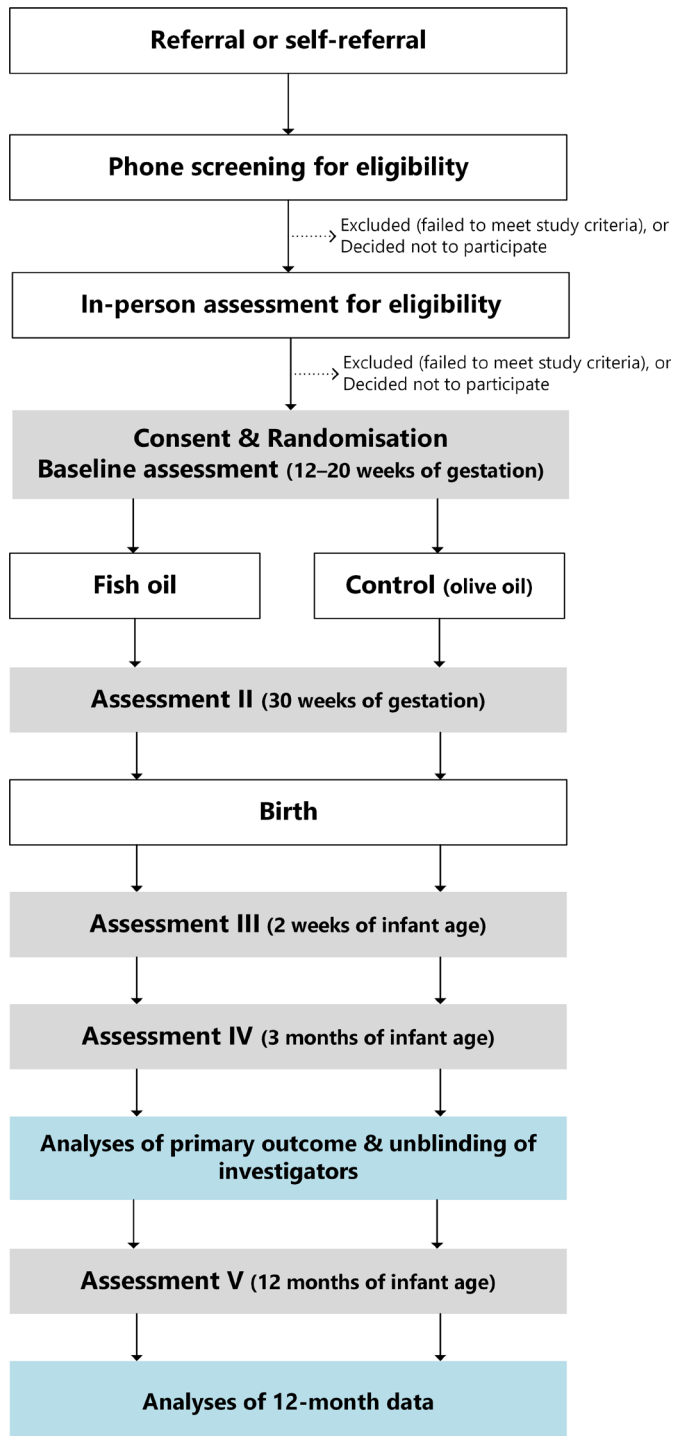 Referral or self-referral
Phone screening for eligibility
Excluded (failed to meet study criteria), or
Decided not to participate
In-person assessment for eligibility
Excluded (failed to meet study criteria), or
Decided not to participate
Consent & Randomisation
Baseline assessment (12–20 weeks of gestation)
Fish oil
Control (olive oil)
Assessment II (30 weeks of gestation)
Birth
Assessment III (2 weeks of infant age)
Assessment IV (3 months of infant age)
Analyses of primary outcome & unblinding of
investigators
Assessment V (12 months of infant age)
Analyses of 12-month data